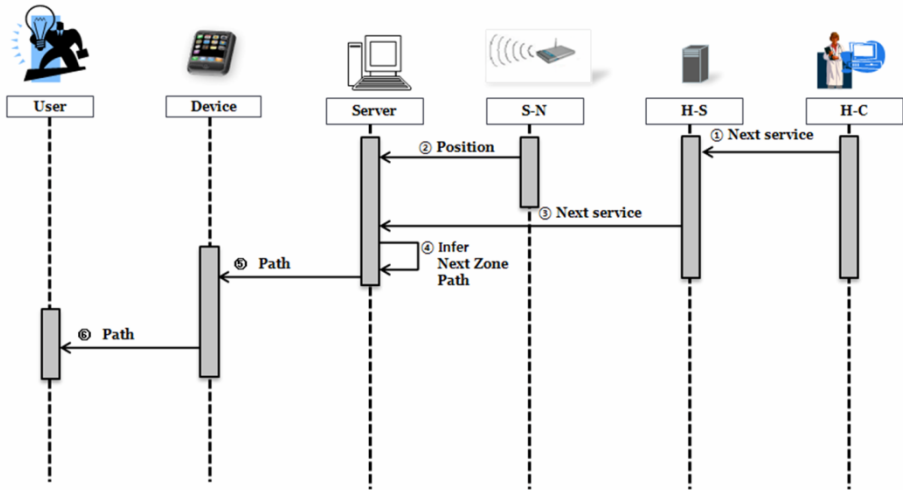 User
Device
Server
S-N
H-S
H-C
① Next service
② Position
③ Next service
④ Infer
Next Zone
Path
⑤ Path
⑥ Path